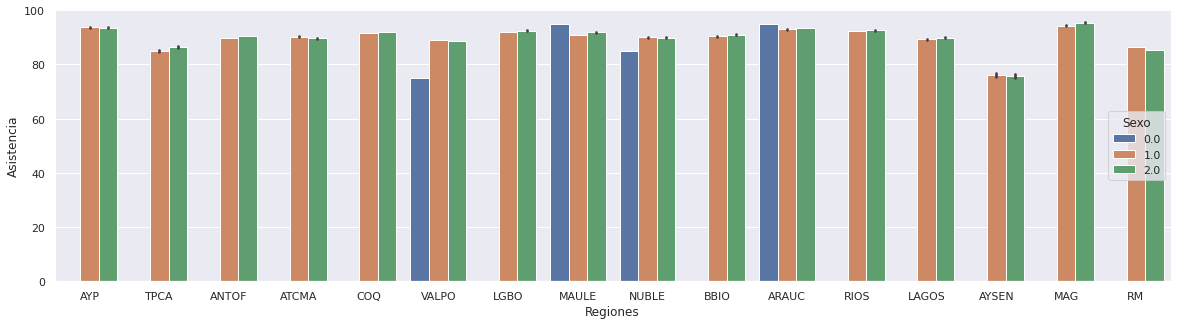 100
80
60
40
20
0
Asistencia
Sexo
0.0
1.0
2.0
AYP TPCA ANTOF ATCMA COQ VALPO LGBO MAULE NUBLE BBIO ARAUC RIOS LAGOS AYSEN MAG RM
Regiones